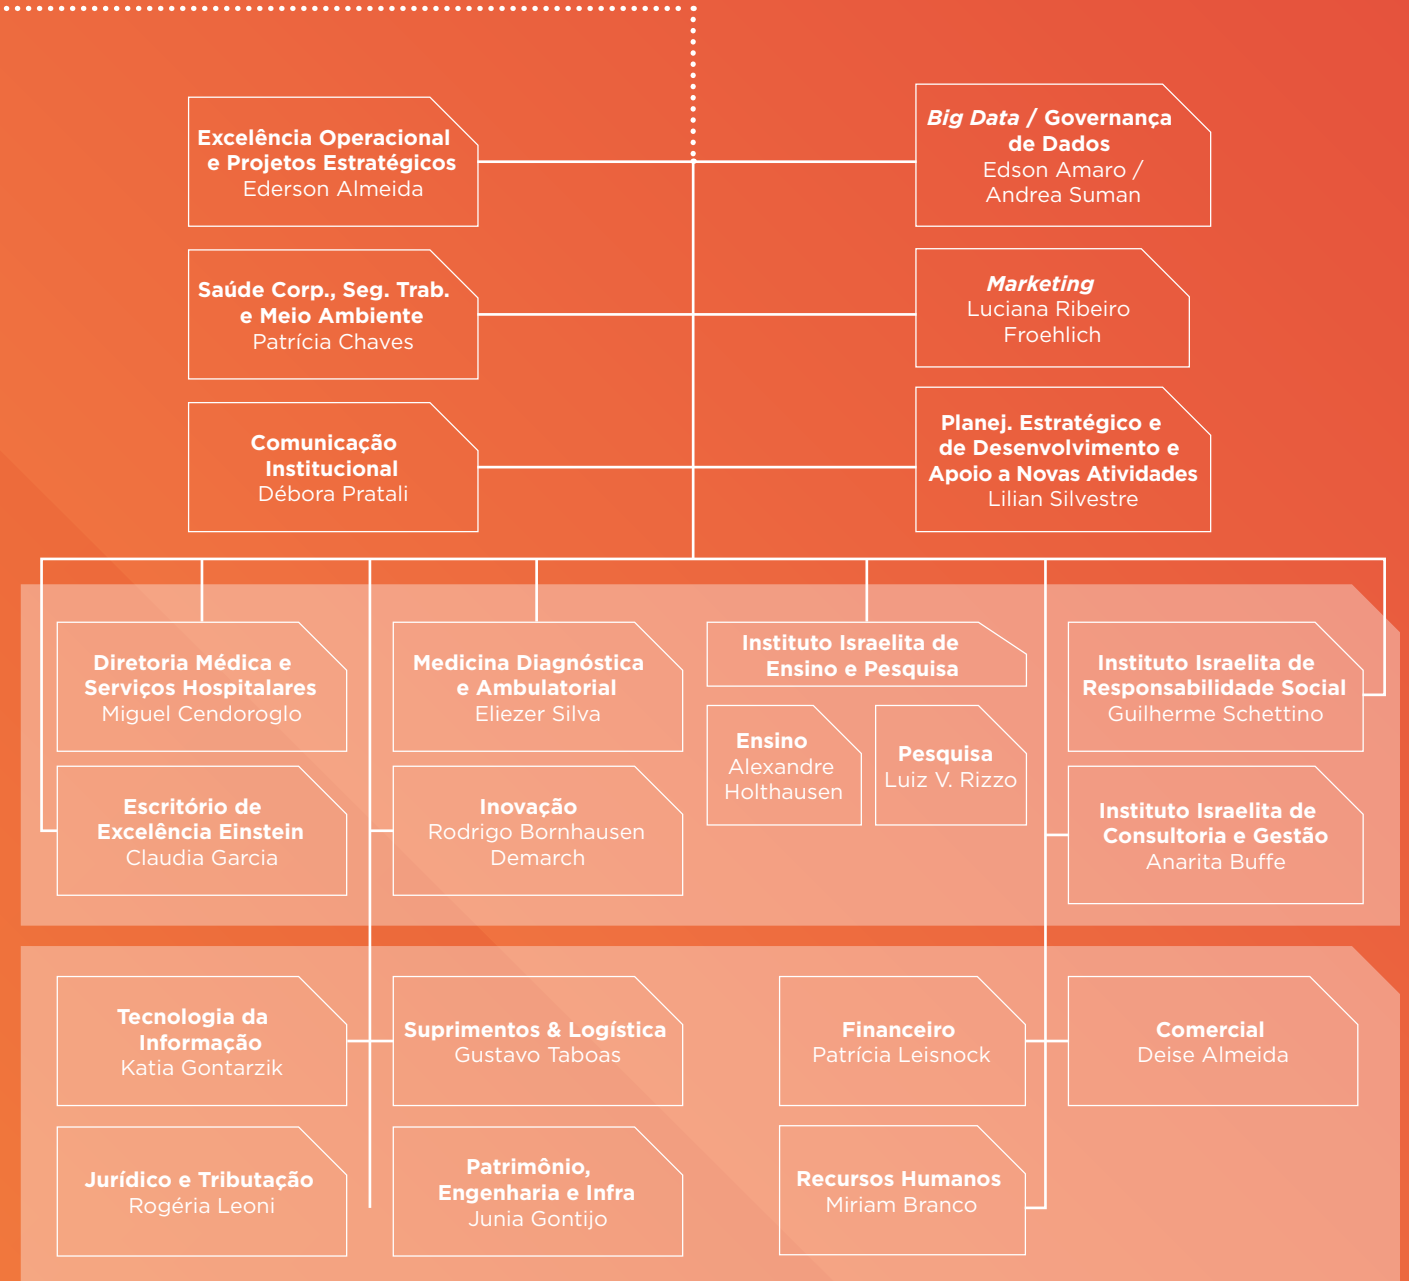 Excelência Operacional
e Projetos Estratégicos
Ederson Almeida
Big Data / Governança
de Dados
Edson Amaro /
Andrea Suman
Saúde Corp., Seg. Trab.
e Meio Ambiente
Patrícia Chaves
Marketing
Luciana Ribeiro
Froehlich
Comunicação
Institucional
Débora Pratali
Planej. Estratégico e
de Desenvolvimento e
Apoio a Novas Atividades
Lilian Silvestre
Diretoria Médica e
Serviços Hospitalares
Miguel Cendoroglo
Medicina Diagnóstica
e Ambulatorial
Eliezer Silva
Instituto Israelita de
Ensino e Pesquisa
Ensino
Alexandre
Holthausen
Pesquisa
Luiz V. Rizzo
Instituto Israelita de
Responsabilidade Social
Guilherme Schettino
Escritório de
Excelência Einstein
Claudia Garcia
Inovação
Rodrigo Bornhausen
Demarch
Instituto Israelita de
Consultoria e Gestão
Anarita Buffe
Tecnologia da
Informação
Katia Gontarzik
Suprimentos & Logística
Gustavo Taboas
Financeiro
Patrícia Leisnock
Comercial
Deise Almeida
Jurídico e Tributação
Rogéria Leoni
Patrimônio,
Engenharia e Infra
Junia Gontijo
Recursos Humanos
Miriam Branco